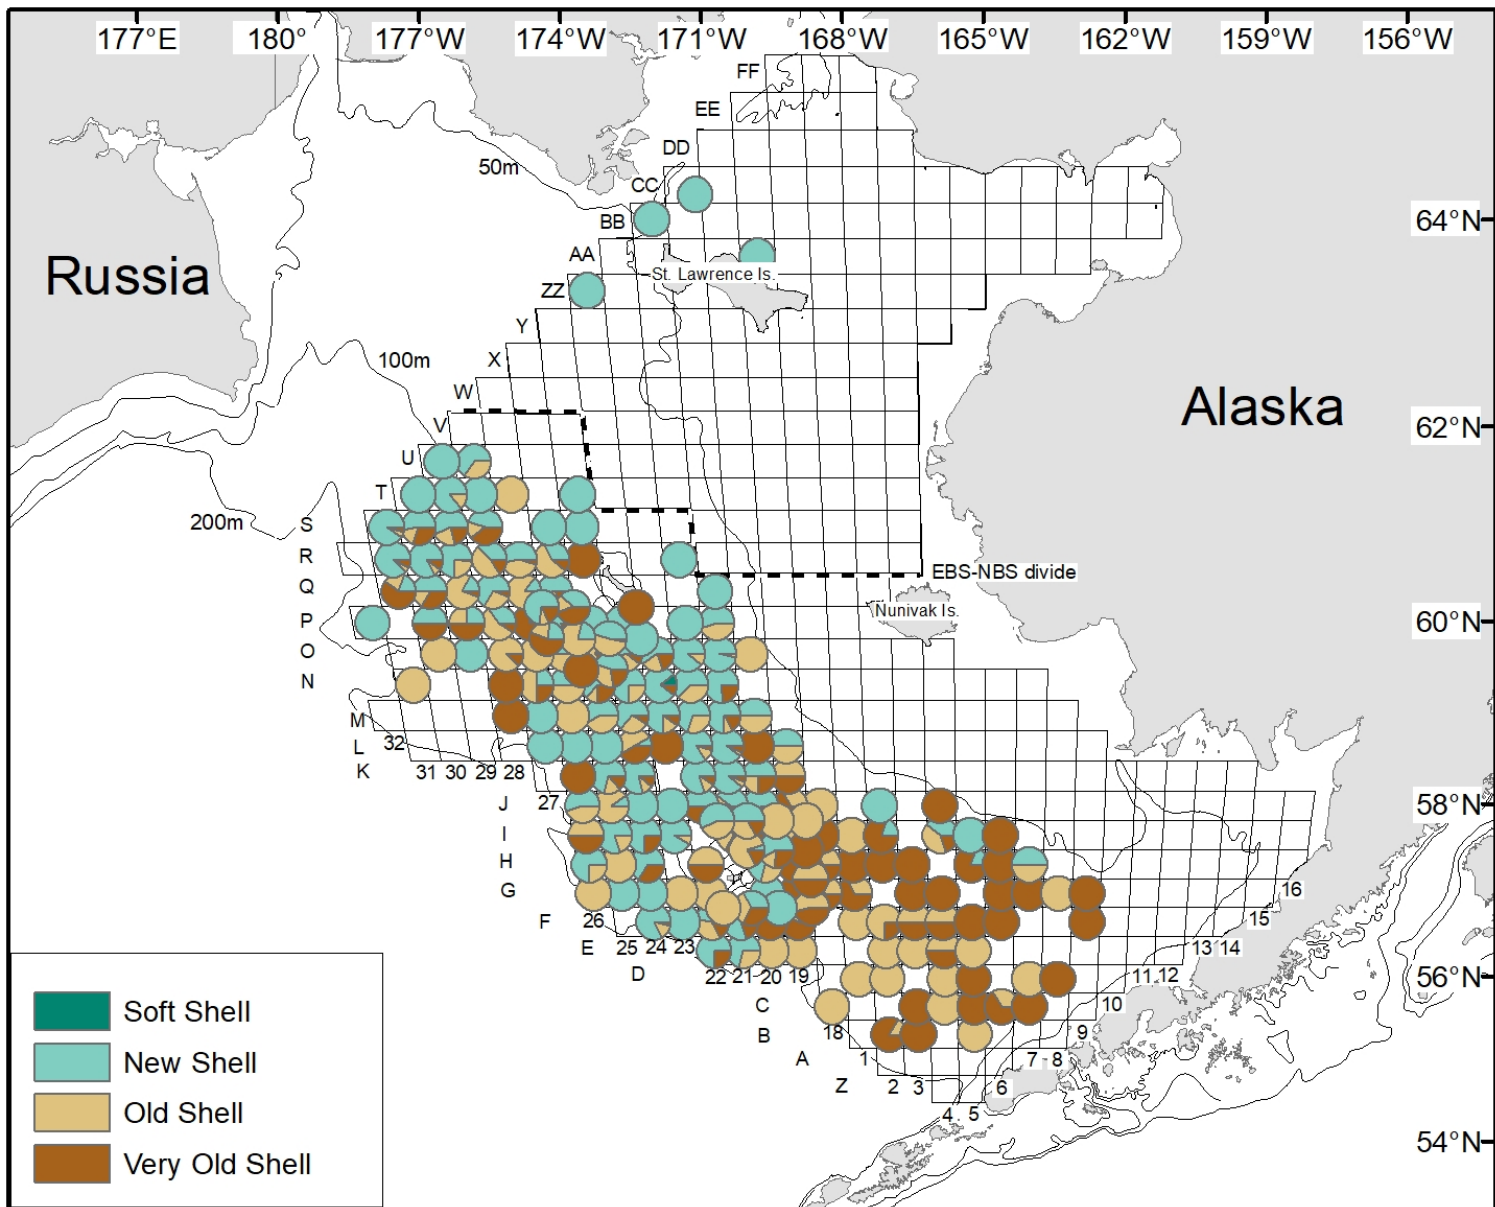 177°E 180° 177°W 174°W 171°W 168°W 165°W 162°W 159°W 156°W
FF
EE
DD
50m
CC
BB
64°N
AA
Russia
St. Lawrence Is.
ZZ
Y
100m
X
W
Alaska
V
62°N
U
T
200m
S
R
EBS-NBS divide
Q
Nunivak Is.
P
60°N
O
N
M
32
L
K
31 30 29 28
J
27
58°N
I
H
G
16
F
26
15
E
25 24 23
13 14
D
22 21 20 19
11 12
56°N
C
10
B
18
9
A
1
7 8
Z
2 3
6
4 5
54°N
Soft Shell
New Shell
Old Shell
Very Old Shell